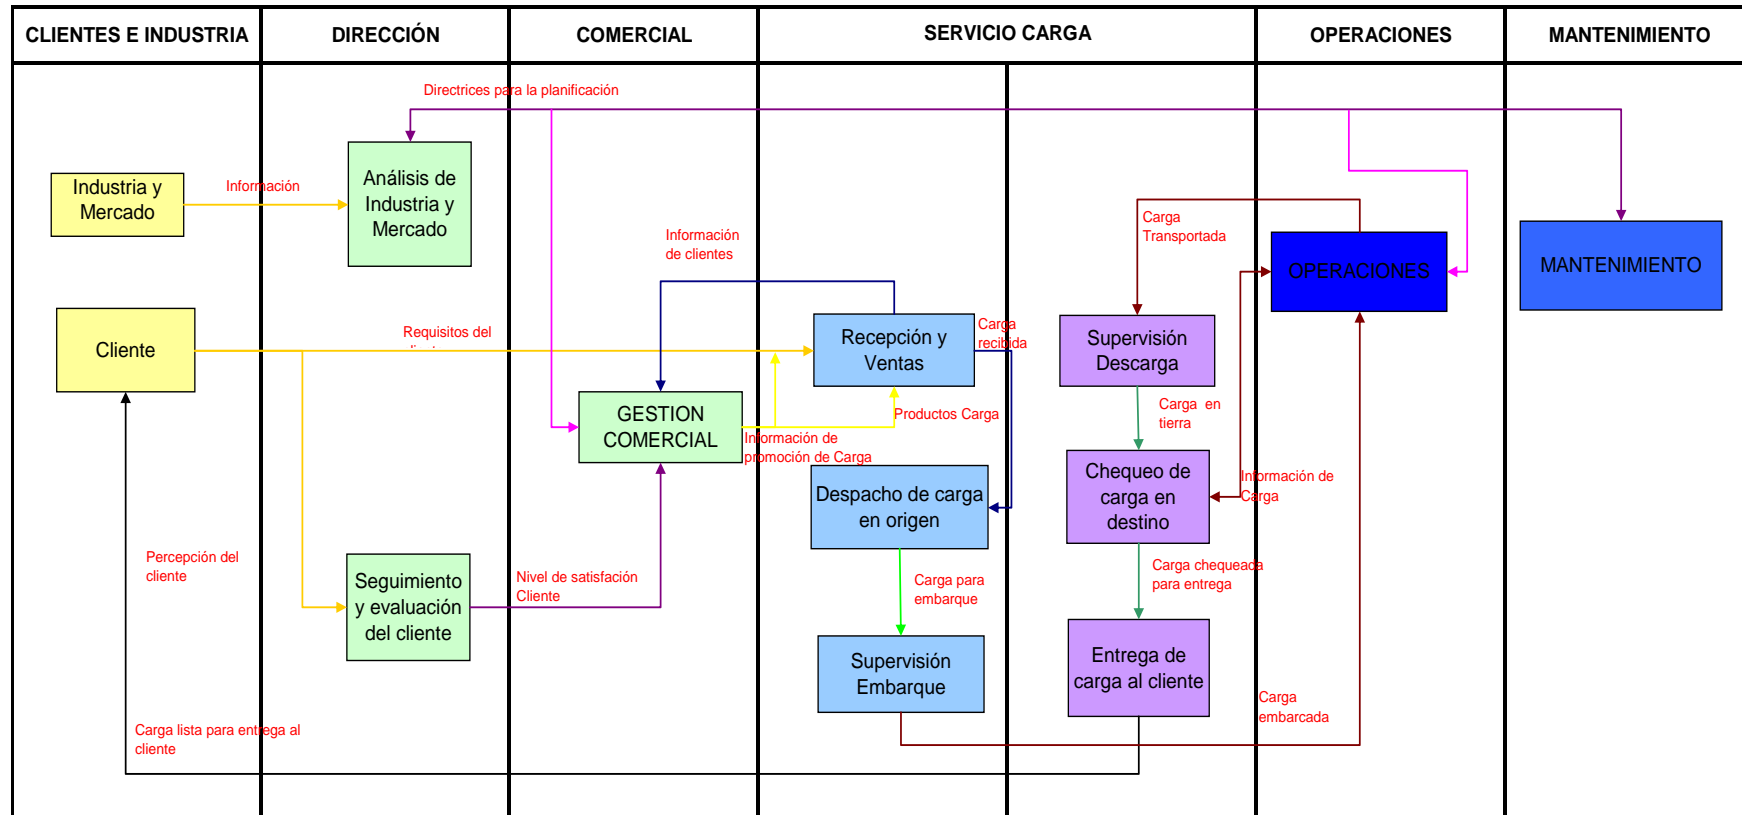 CLIENTES E INDUSTRIA
DIRECCIÓN
COMERCIAL
SERVICIO CARGA
OPERACIONES
MANTENIMIENTO
Directrices para la planificación
Industria y
Mercado
Información
Análisis de
Industria y
Mercado
Información
de clientes
Carga
Transportada
OPERACIONES
MANTENIMIENTO
Cliente
Requisitos del
Recepción y
Ventas
Carga
recibida
Supervisión
Descarga
GESTION
COMERCIAL
Productos Carga
Información de
promoción de Carga
Carga en
tierra
Despacho de carga
en origen
Chequeo de
carga en
destino
Información de
Carga
Percepción del
cliente
Seguimiento
y evaluación
del cliente
Nivel de satisfacción
Cliente
Carga para
embarque
Carga chequeada
para entrega
Supervisión
Embarque
Entrega de
carga al cliente
Carga
embarcada
Carga lista para entrega al
cliente